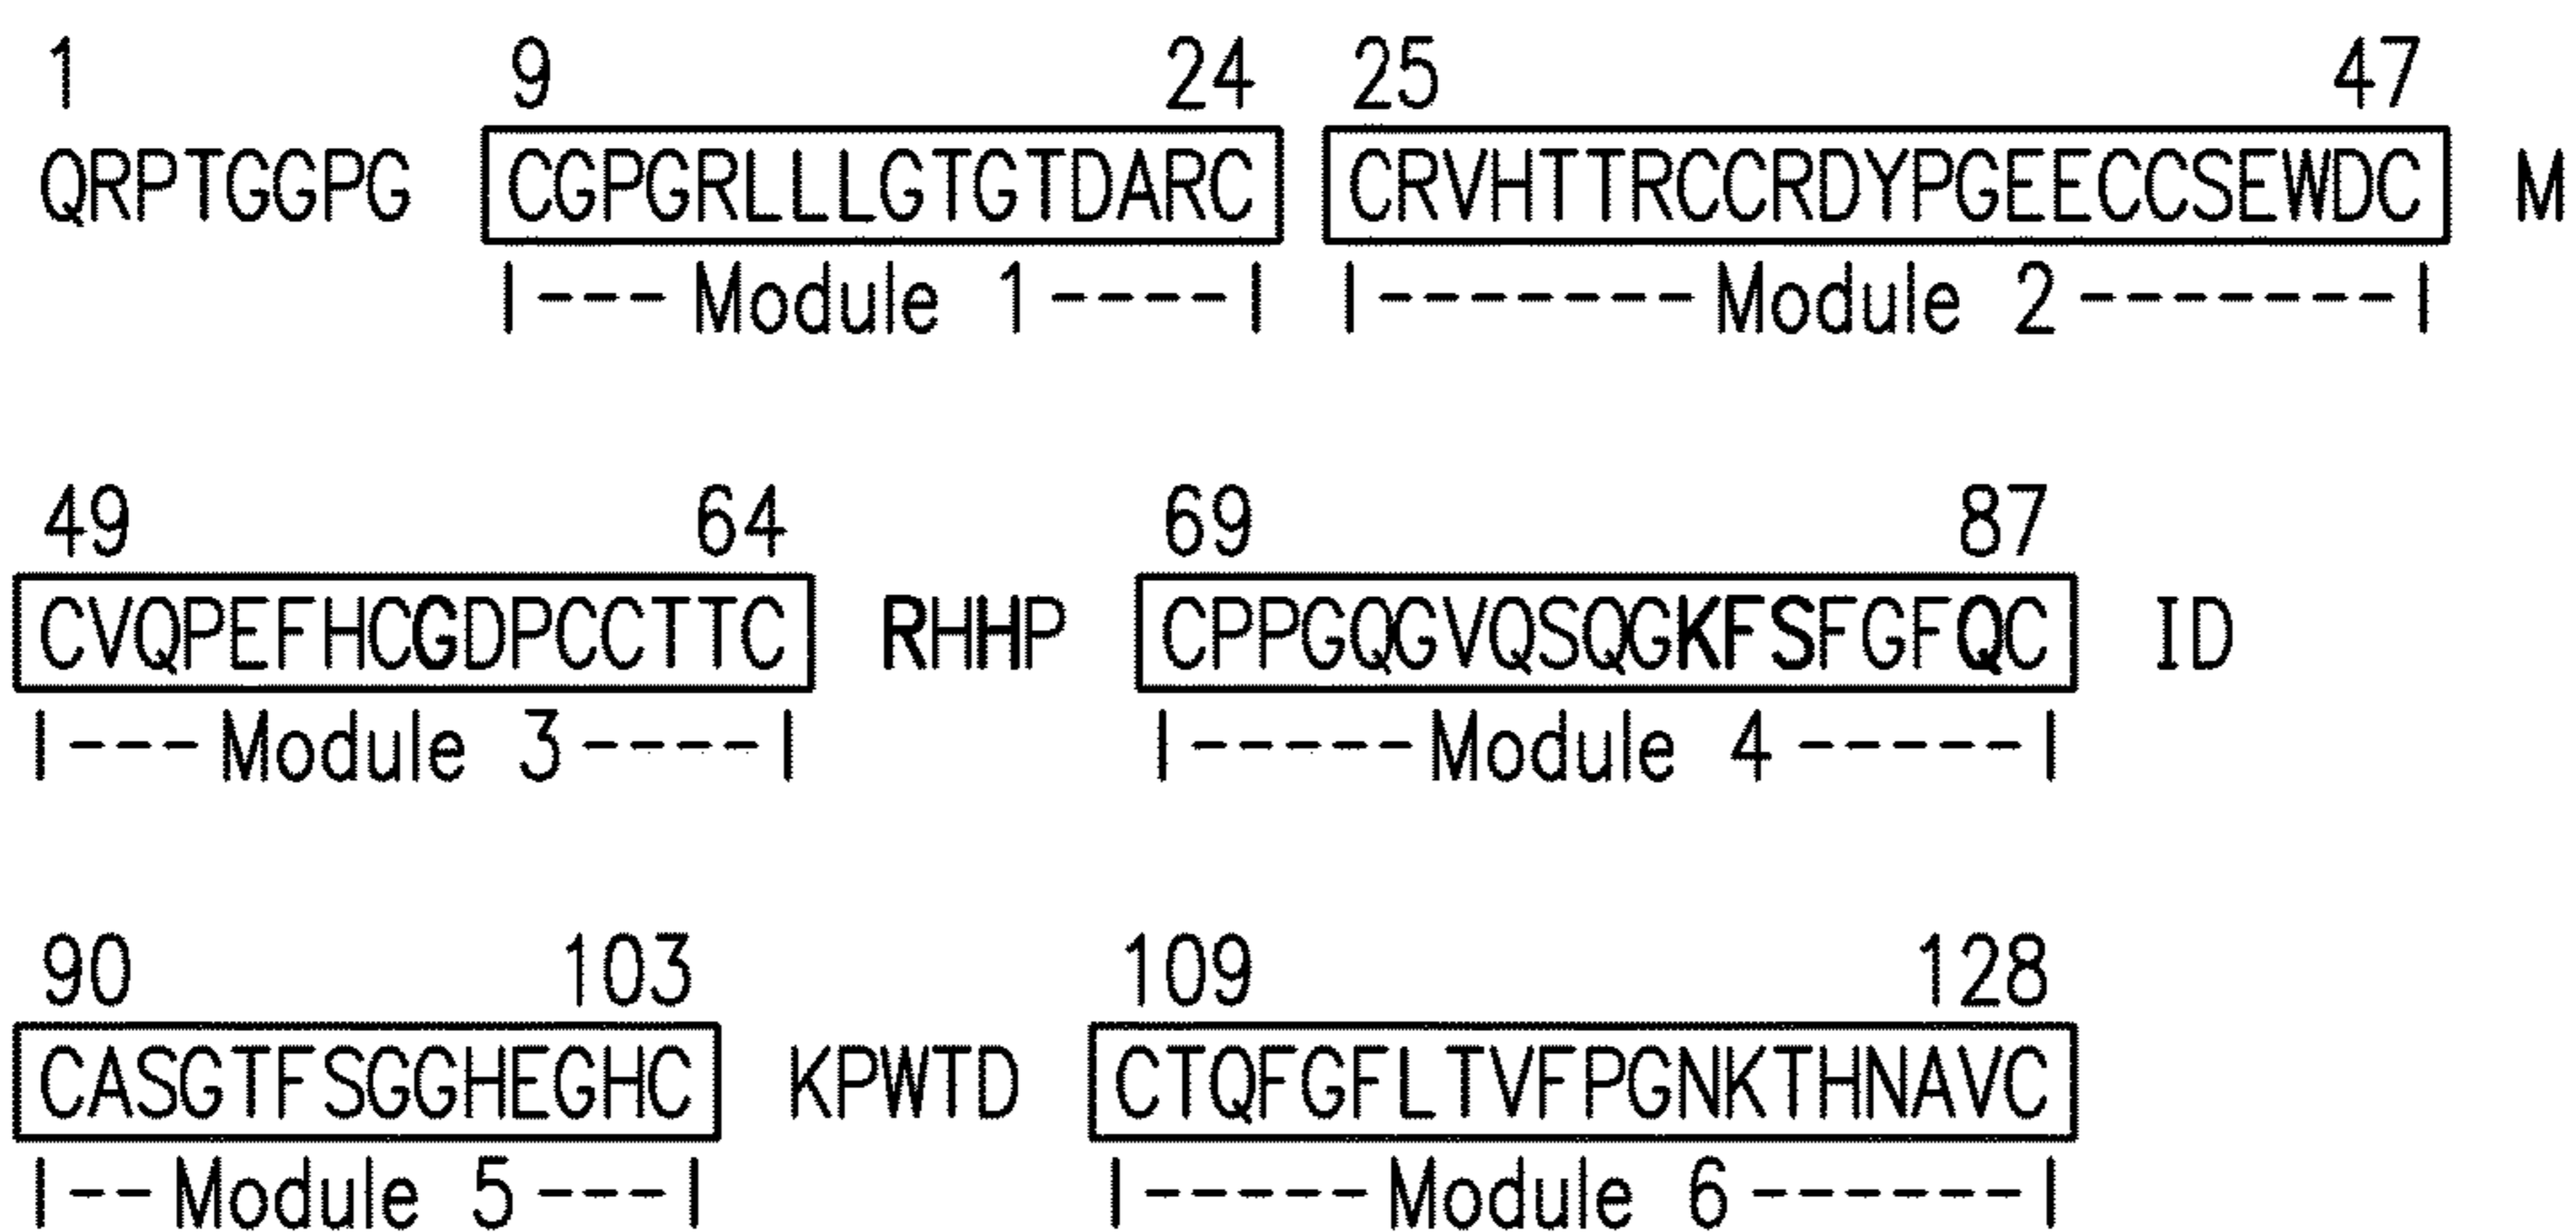 1 9 24 25 47
QRPTGGPG CGPGRLLLGTGTDARC CRVHTTRCCRDYPGEECCSEWDC M
|--- Module 1 ----| |------- Module 2 -------|
49 64 69 87
CVQPEFHCGDPCCTTC RHHP CPPGQGVQSQGKFSFGFQC ID
|--- Module 3 ----| |----- Module 4 -----|
90 103 109 128
CASGTFSGGHEGHC KPWTD CTQFGFLTVFPGNKTHNAVC
|-- Module 5 ---| |----- Module 6 ------|